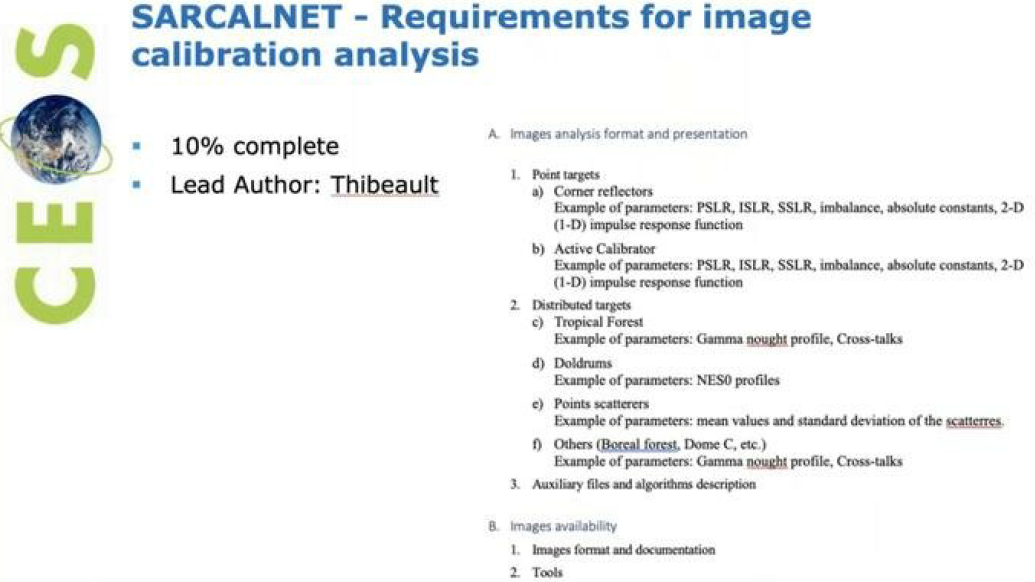 SARCALNET - Requirements for image
calibration analysis
CEOS
▪ 10% complete
▪ Lead Author: Thibeault
A. Images analysis format and presentation
1. Point targets
a) Corner reflectors
Example of parameters: PSLR, ISLR, SSLR, imbalance, absolute constants, 2-D
(1-D) impulse response function
b) Active Calibrator
Example of parameters: PSLR, ISLR, SSLR, imbalance, absolute constants, 2-D
(1-D) impulse response function
2. Distributed targets
c) Tropical Forest
Example of parameters: Gamma nought profile, Cross-talks
d) Doldrums
Example of parameters: NES0 profiles
e) Points scatterers
Example of parameters: mean values and standard deviation of the scatterres.
f) Others (Boreal forest, Dome C, etc.)
Example of parameters: Gamma nought profile, Cross-talks
3. Auxiliary files and algorithms description
B. Images availability
1. Images format and documentation
2. Tools